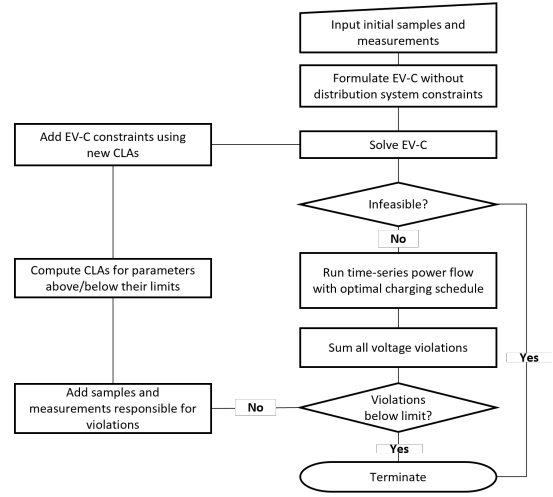 Input initial samples and
measurements
Formulate EV-C without
distribution system constraints
Add EV-C constraints using
new CLAs
Solve EV-C
Infeasible?
No
Compute CLAs for parameters
above/below their limits
Run time-series power flow
with optimal charging schedule
Sum all voltage violations
Yes
Add samples and
measurements responsible for
violations
No
Violations
below limit?
Yes
Terminate